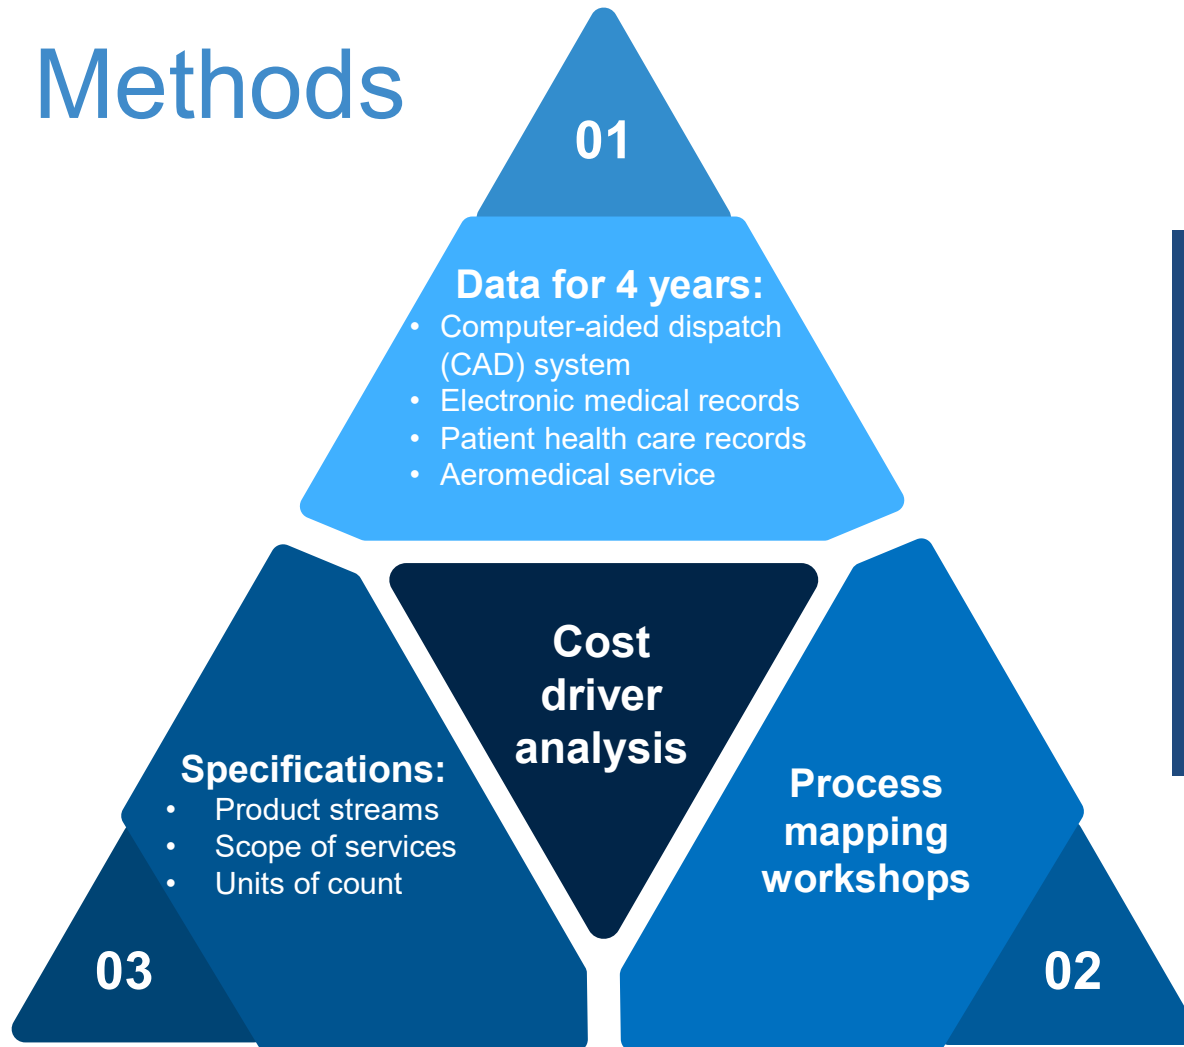 Methods
01
Data for 4 years:
• Computer-aided dispatch
(CAD) system
• Electronic medical records
• Patient health care records
• Aeromedical service
Cost
driver
analysis
Specifications:
• Product streams
• Scope of services
• Units of count
Process
mapping
workshops
03
02